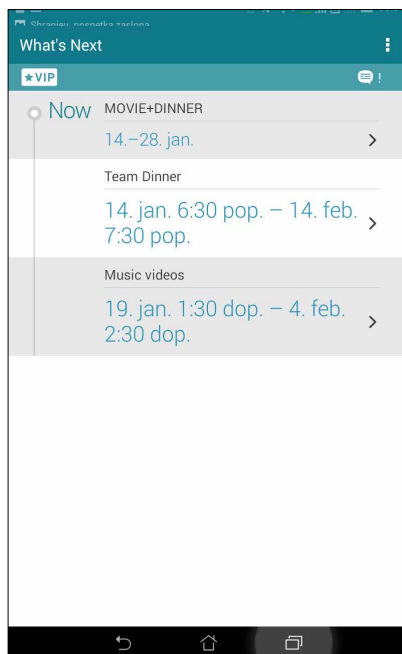 What's Next
★VIP
!
Now
MOVIE+DINNER
14.–28. jan.
Team Dinner
14. jan. 6:30 pop. – 14. feb.
7:30 pop.
Music videos
19. jan. 1:30 dop. – 4. feb.
2:30 dop.